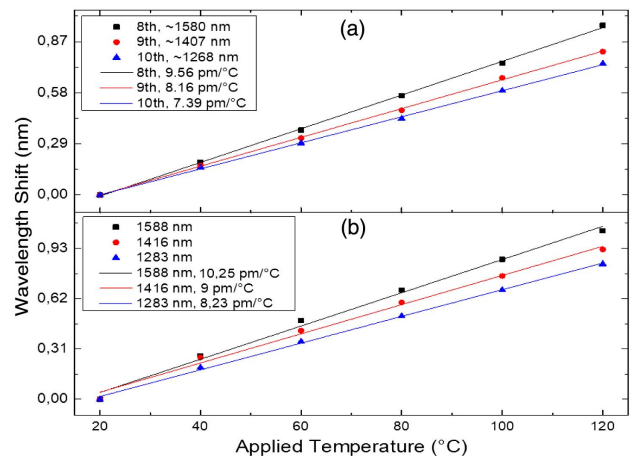 (a)
8th, ~1580 nm
9th, ~1407 nm
10th, ~1268 nm
8th, 9.56 pm/°C
9th, 8.16 pm/°C
10th, 7.39 pm/°C
0,87
0,58
0,29
0,00
(b)
1588 nm
1416 nm
1283 nm
1588 nm, 10,25 pm/°C
1416 nm, 9 pm/°C
1283 nm, 8,23 pm/°C
0,93
0,62
0,31
0,00
Wavelength Shift (nm)
20 40 60 80 100 120
Applied Temperature (°C)